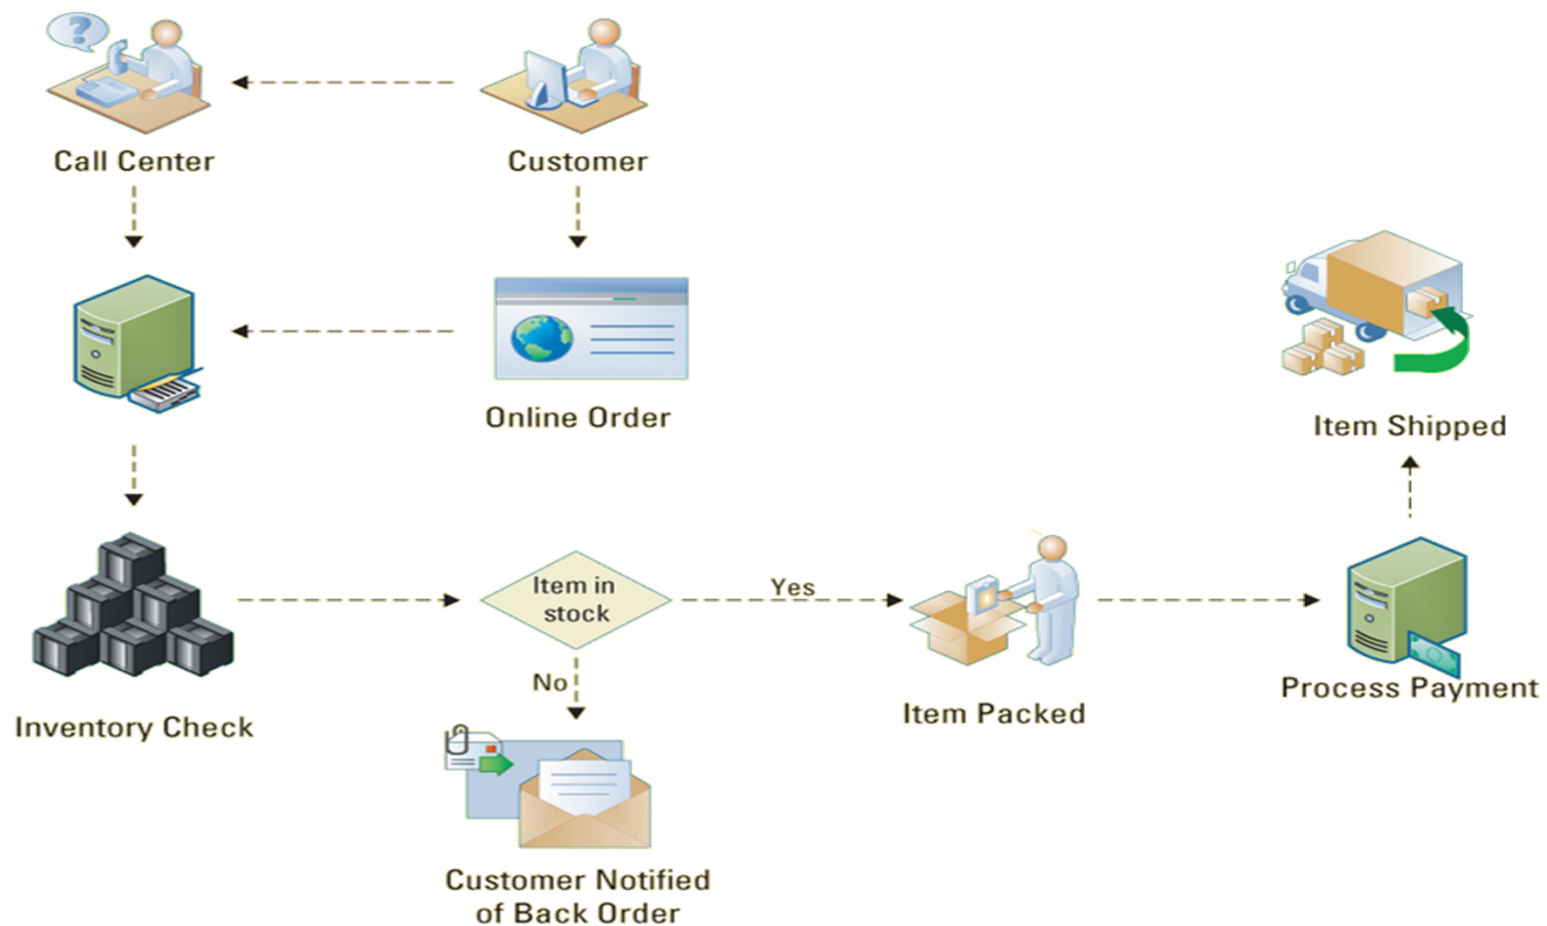 ?
Call Center
Customer
Online Order
Item Shipped
Item in
stock
Yes
No
Inventory Check
Item Packed
Process Payment
Customer Notified
of Back Order